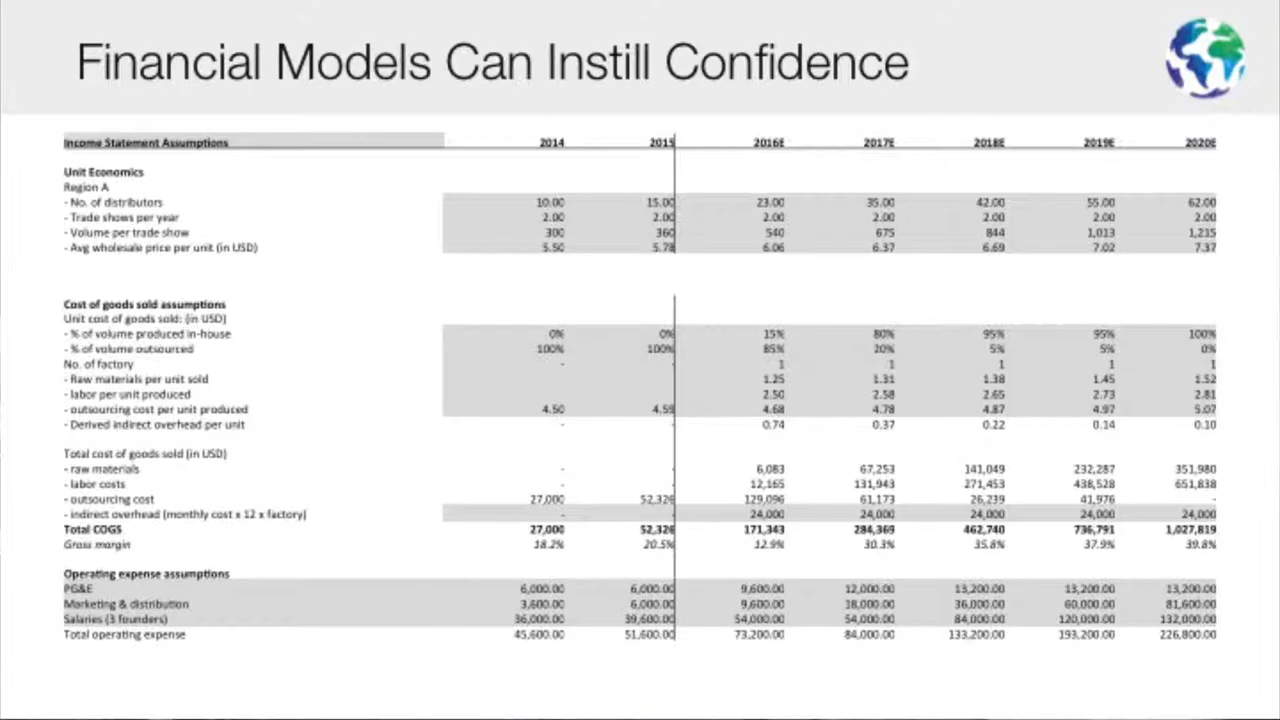 Financial Models Can Instill Confidence
Income Statement Assumptions 2014 2015 2016E 2017E 2018E 2019E 2020E
Unit Economics
Region A
- No. of distributors 10.00 15.00 23.00 35.00 42.00 55.00 62.00
- Trade shows per year 2.00 2.00 2.00 2.00 2.00 2.00 2.00
- Volume per trade show 300 360 540 675 844 1,013 1,215
- Avg wholesale price per unit (in USD) 5.50 5.78 6.06 6.37 6.69 7.02 7.37
Cost of goods sold assumptions
Unit cost of goods sold: (in USD)
- % of volume produced in-house 0% 0% 15% 80% 95% 95% 100%
- % of volume outsourced 100% 100% 85% 20% 5% 5% 0%
No. of factory - - 1 1 1 1 1
- Raw materials per unit sold 1.25 1.31 1.38 1.45 1.52
- labor per unit produced 2.50 2.58 2.65 2.73 2.81
- outsourcing cost per unit produced 4.50 4.59 4.68 4.78 4.87 4.97 5.07
- Derived indirect overhead per unit - - 0.74 0.37 0.22 0.14 0.10
Total cost of goods sold (in USD)
- raw materials - - 6,083 67,253 141,049 232,287 351,980
- labor costs - - 12,165 131,943 271,453 438,528 651,838
- outsourcing cost 27,000 52,326 129,096 61,173 26,239 41,976 -
- indirect overhead (monthly cost x 12 x factory) - - 24,000 24,000 24,000 24,000 24,000
Total COGS 27,000 52,326 171,343 284,369 462,740 736,791 1,027,819
Gross margin 18.2% 20.5% 12.9% 30.3% 35.8% 37.9% 39.8%
Operating expense assumptions
PG&E 6,000.00 6,000.00 9,600.00 12,000.00 13,200.00 13,200.00 13,200.00
Marketing & distribution 3,600.00 6,000.00 9,600.00 18,000.00 36,000.00 60,000.00 81,600.00
Salaries (3 founders) 36,000.00 39,600.00 54,000.00 54,000.00 84,000.00 120,000.00 132,000.00
Total operating expense 45,600.00 51,600.00 73,200.00 84,000.00 133,200.00 193,200.00 226,800.00